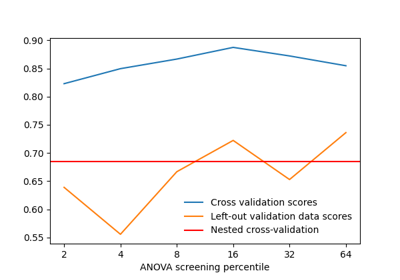 0.90
0.85
0.80
0.75
0.70
0.65
0.60
0.55
Cross validation scores
Left-out validation data scores
Nested cross-validation
2 4 8 16 32 64
ANOVA screening percentile